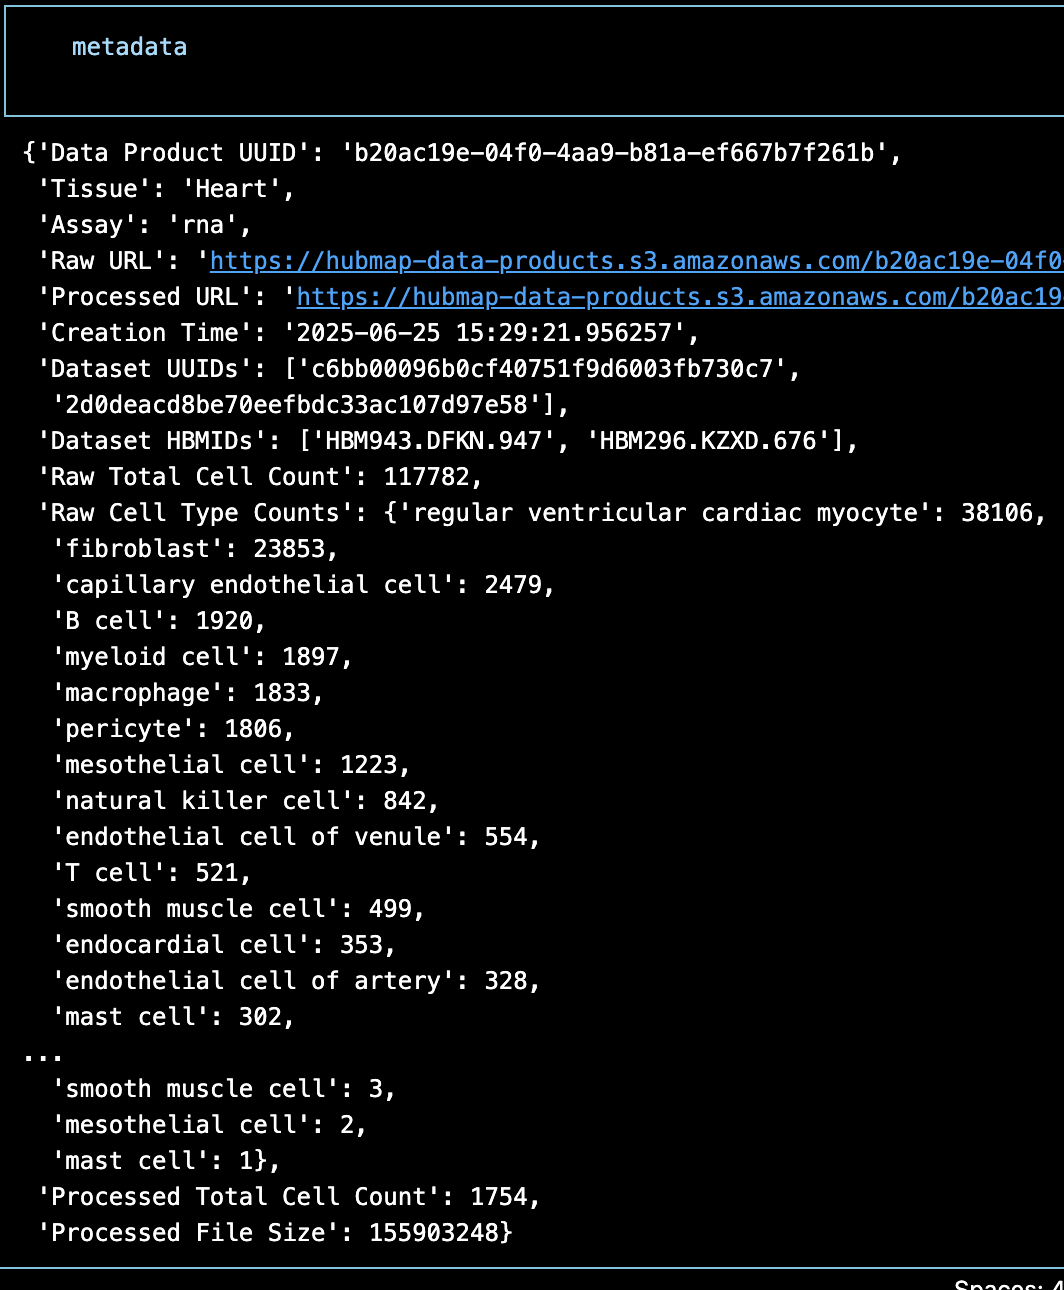 metadata
{'Data Product UUID': 'b20ac19e-04f0-4aa9-b81a-ef667b7f261b',
'Tissue': 'Heart',
'Assay': 'rna',
'Raw URL': 'https://hubmap-data-products.s3.amazonaws.com/b20ac19e-04f0
'Processed URL': 'https://hubmap-data-products.s3.amazonaws.com/b20ac19
'Creation Time': '2025-06-25 15:29:21.956257',
'Dataset UUIDs': ['c6bb00096b0cf40751f9d6003fb730c7',
'2d0deacd8be70eefbdc33ac107d97e58'],
'Dataset HBMIDs': ['HBM943.DFKN.947', 'HBM296.KZXD.676'],
'Raw Total Cell Count': 117782,
'Raw Cell Type Counts': {'regular ventricular cardiac myocyte': 38106,
'fibroblast': 23853,
'capillary endothelial cell': 2479,
'B cell': 1920,
'myeloid cell': 1897,
'macrophage': 1833,
'pericyte': 1806,
'mesothelial cell': 1223,
'natural killer cell': 842,
'endothelial cell of venule': 554,
'T cell': 521,
'smooth muscle cell': 499,
'endocardial cell': 353,
'endothelial cell of artery': 328,
'mast cell': 302,
...
'smooth muscle cell': 3,
'mesothelial cell': 2,
'mast cell': 1},
'Processed Total Cell Count': 1754,
'Processed File Size': 155903248}
Spaces: 4